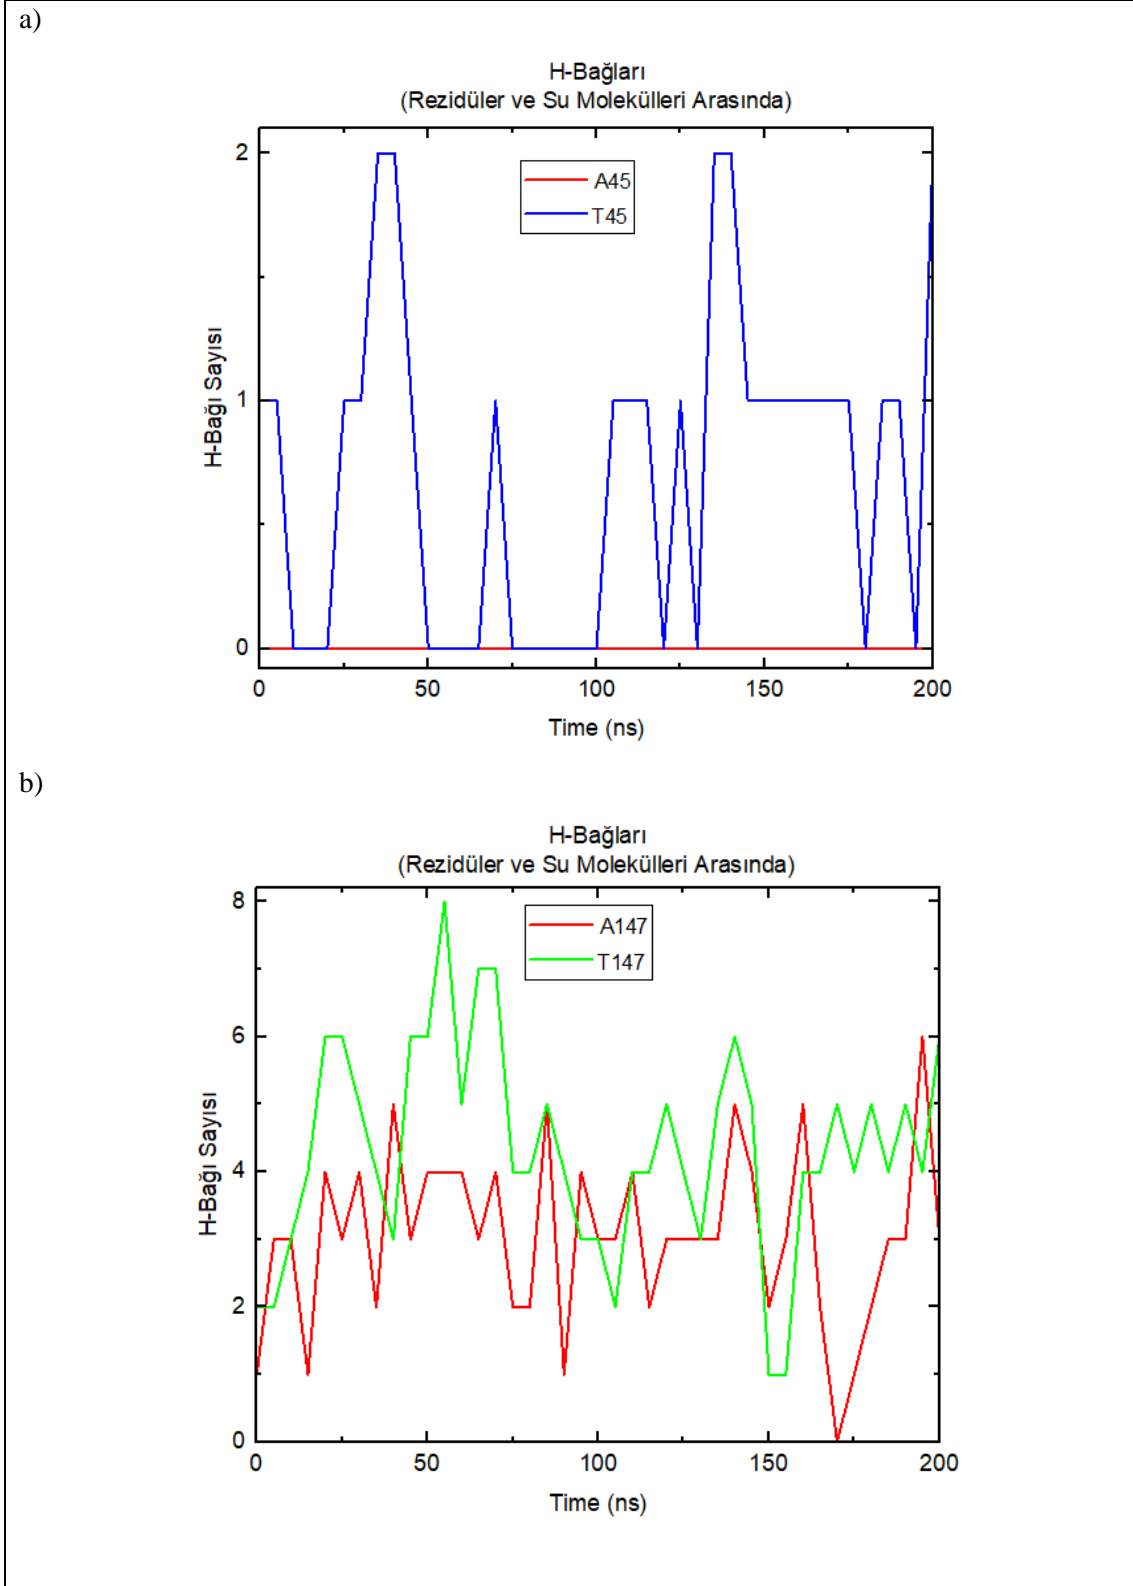 a)
H-Bağları
(Rezidüler ve Su Molekülleri Arasında)
2
A45
T45
H-Bağı Sayısı
1
0
0 50 100 150 200
Time (ns)
b)
H-Bağları
(Rezidüler ve Su Molekülleri Arasında)
8
A147
T147
6
H-Bağı Sayısı
4
2
0
0 50 100 150 200
Time (ns)